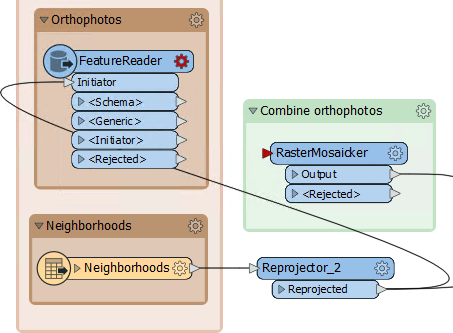 Orthophotos
FeatureReader
Initiator
<Schema>
<Generic>
<Initiator>
<Rejected>
Combine orthophotos
RasterMosaicker
Output
<Rejected>
Neighborhoods
Neighborhoods
Reprojector_2
Reprojected